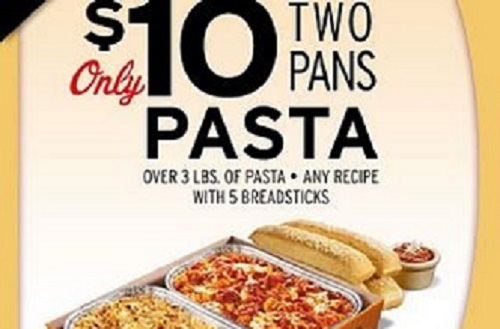 Only $10 TWO
PANS
PASTA
OVER 3 LBS. OF PASTA • ANY RECIPE
WITH 5 BREADSTICKS